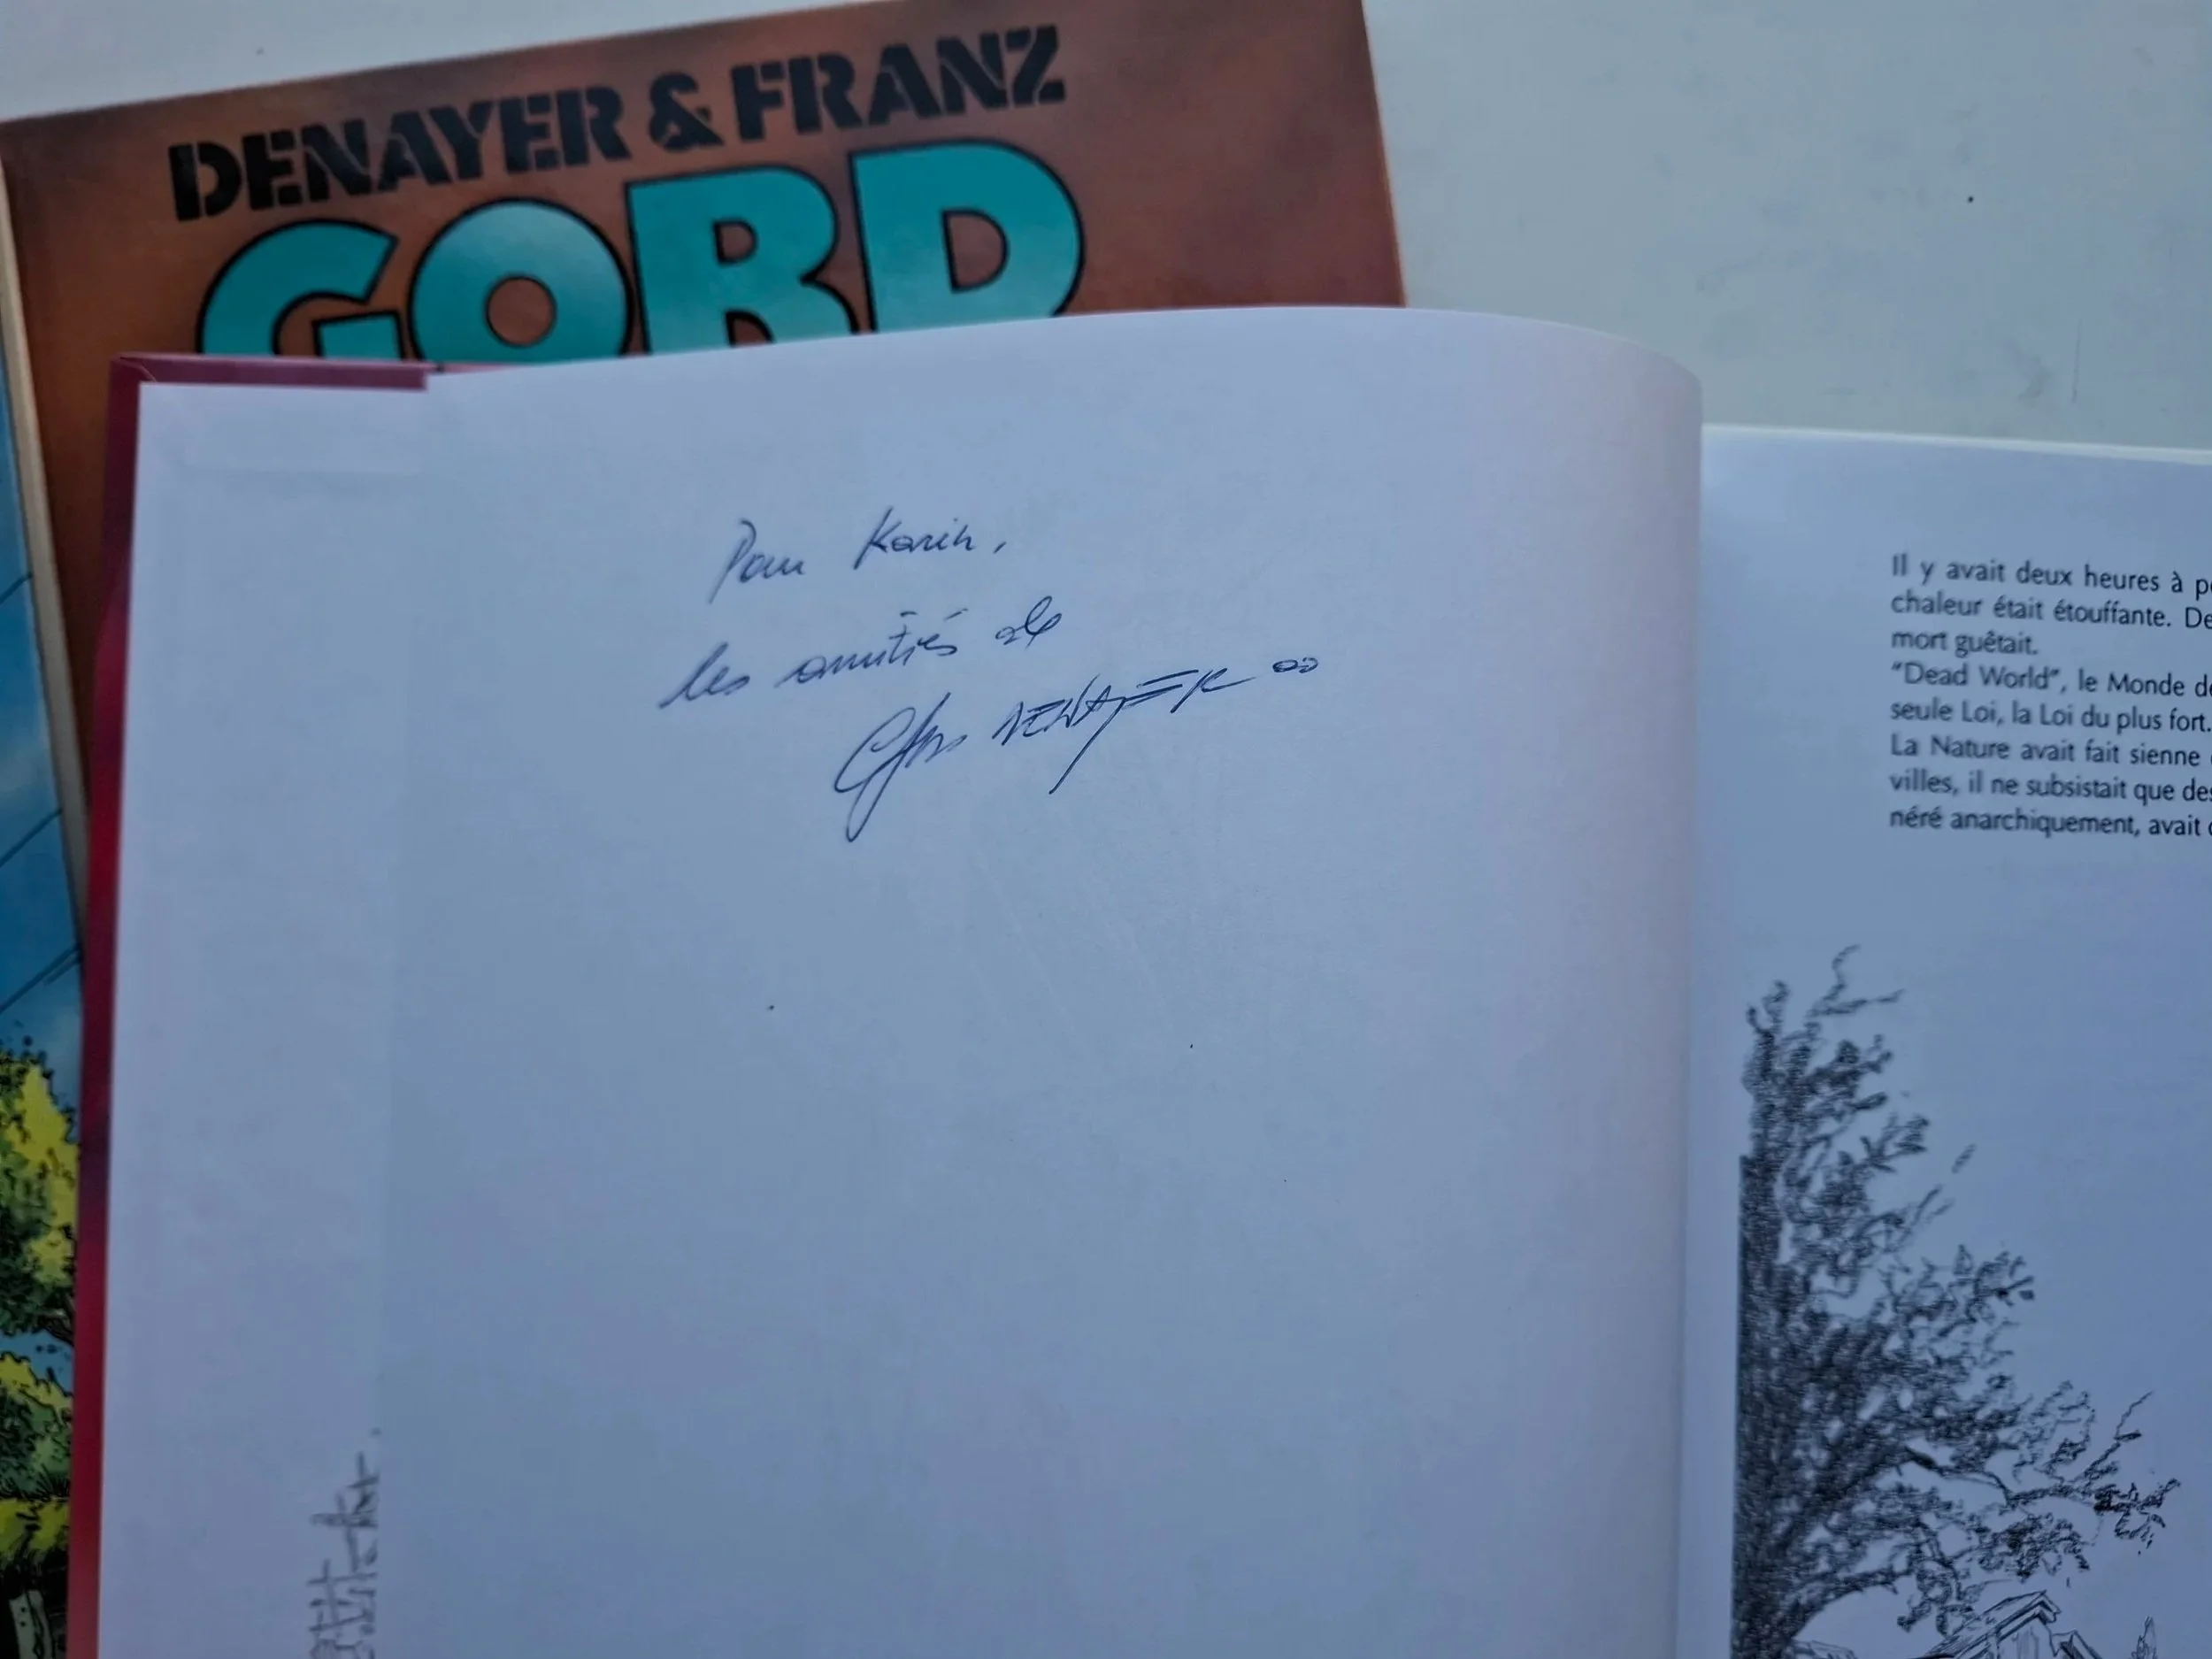 DENAYER & FRANZ
GORD
Pour Karin,
les amitiés de
Chris DENAYER
Il y avait deux heures à
chaleur était étouffante.
mort guêtait.
"Dead World", le Monde
seule Loi, la Loi du plus fort.
La Nature avait fait sienne
villes, il ne subsistait que
néré anarchiquement, avait